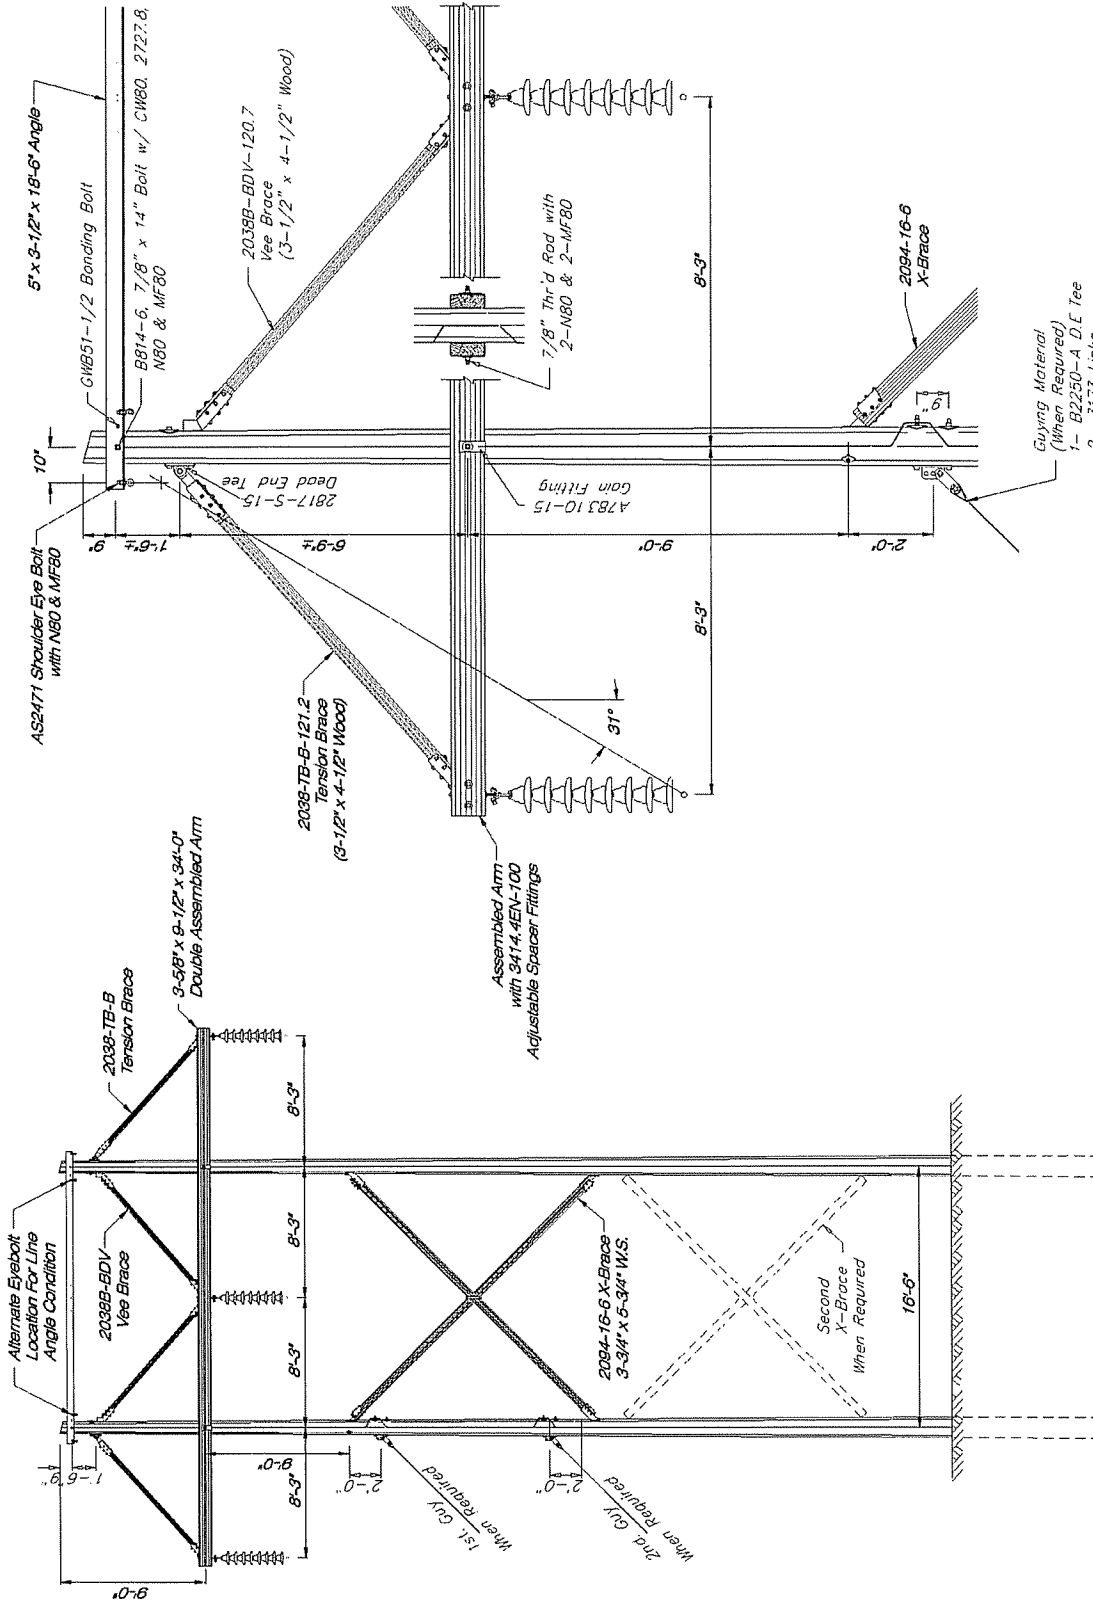 Alternate Eyebolt
Location For Line
Angle Condition
2038B-BDV
Vee Brace
2038-TB-B
Tension Brace
3-5/8" x 9-1/2" x 34'-0"
Double Assembled Arm
9'-0"
1'-6"
9"
8'-3"
8'-3"
8'-3"
8'-3"
9'-0"
2'-0"
1st. Guy
When Required
2'-0"
2nd. Guy
When Required
2094-16-6 X-Brace
3-3/4" x 5-3/4" W.S.
Second
X-Brace
When Required
16'-6"
AS2471 Shoulder Eye Bolt
with N80 & MF80
10"
5" x 3-1/2" x 18'-6" Angle
GWB51-1/2 Bonding Bolt
B814-6, 7/8" x 14" Bolt w/ CW80, 2727.8,
N80 & MF80
2038B-BDV-120.7
Vee Brace
(3-1/2" x 4-1/2" Wood)
9"
1'-6"±
6'-9"±
9'-0"
2'-0"
2817-5-15
Dead End Tee
2038-TB-B-121.2
Tension Brace
(3-1/2" x 4-1/2" Wood)
31°
Assembled Arm
with 3414.4EN-100
Adjustable Spacer Fittings
A78310-15
Gain Fitting
7/8" Thr'd Rod with
2-N80 & 2-MF80
8'-3"
8'-3"
2094-16-6
X-Brace
9"
Guying Material
(When Required)
1- B2250-A D.E Tee
2- 3173 Links